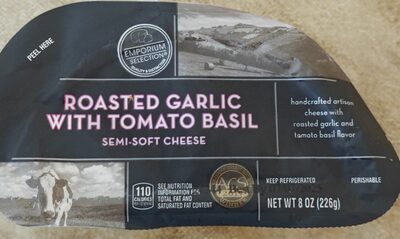 PEEL HERE
EMPORIUM
SELECTION®
ROASTED GARLIC
WITH TOMATO BASIL
SEMI-SOFT CHEESE
handcrafted artisan
cheese with
roasted garlic and
tomato basil flavor
110
CALORIES
SEE NUTRITION
INFORMATION FOR
TOTAL FAT AND
SATURATED FAT CONTENT
KEEP REFRIGERATED
PERISHABLE
NET WT 8 OZ (226g)